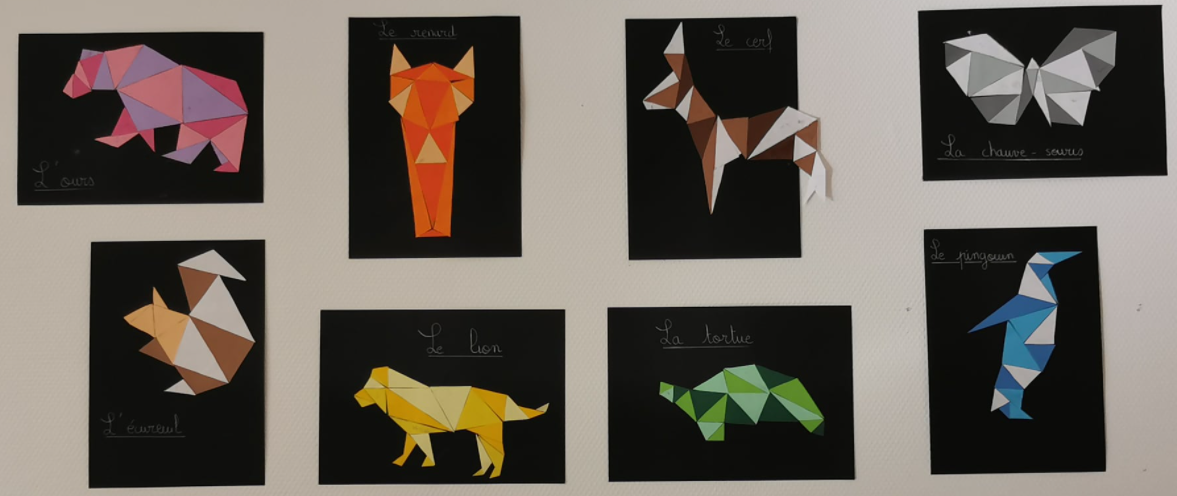 L'ours
Le renard
Le cerf
La chauve-souris
L'écureuil
Le lion
La tortue
Le pingouin